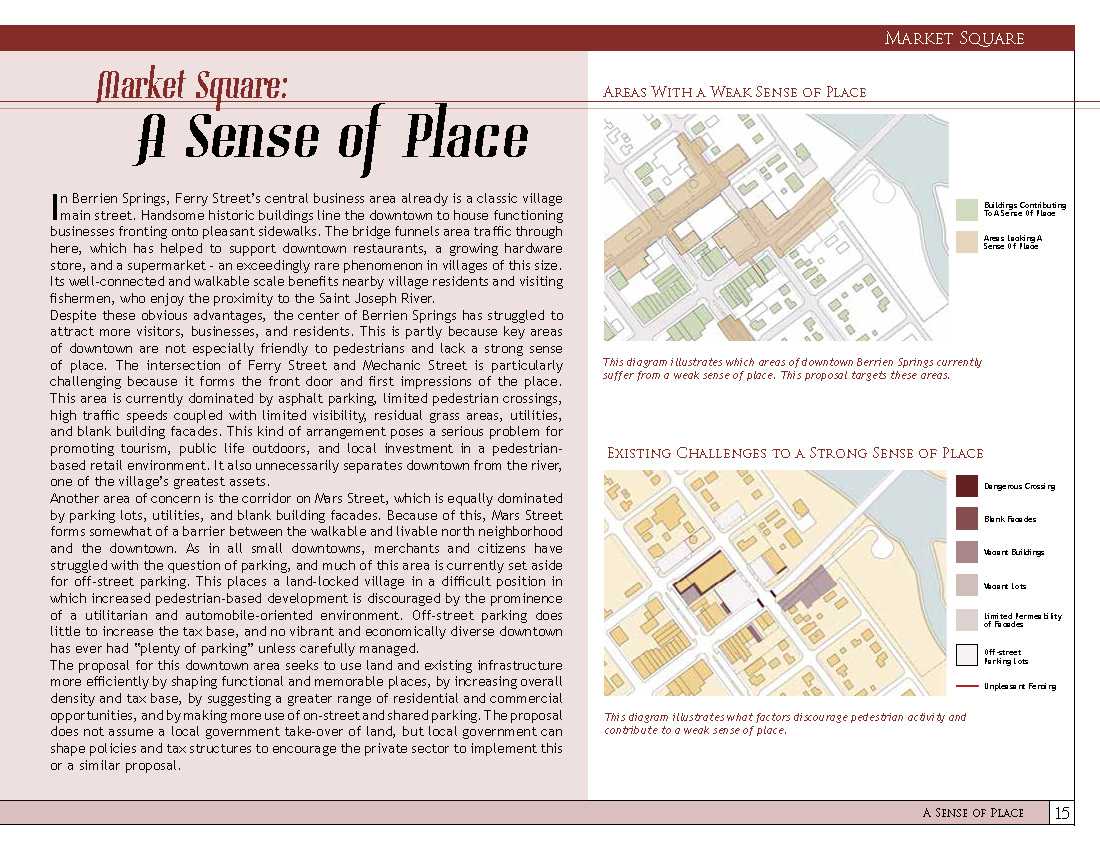 Market Square
Market Square:
A Sense of Place
In Berrien Springs, Ferry Street's central business area already is a classic village
main street. Handsome historic buildings line the downtown to house functioning
businesses fronting onto pleasant sidewalks. The bridge funnels area traffic through
here, which has helped to support downtown restaurants, a growing hardware
store, and a supermarket - an exceedingly rare phenomenon in villages of this size.
Its well-connected and walkable scale benefits nearby village residents and visiting
fishermen, who enjoy the proximity to the Saint Joseph River.
Despite these obvious advantages, the center of Berrien Springs has struggled to
attract more visitors, businesses, and residents. This is partly because key areas
of downtown are not especially friendly to pedestrians and lack a strong sense
of place. The intersection of Ferry Street and Mechanic Street is particularly
challenging because it forms the front door and first impressions of the place.
This area is currently dominated by asphalt parking, limited pedestrian crossings,
high traffic speeds coupled with limited visibility, residual grass areas, utilities,
and blank building facades. This kind of arrangement poses a serious problem for
promoting tourism, public life outdoors, and local investment in a pedestrian-
based retail environment. It also unnecessarily separates downtown from the river,
one of the village's greatest assets.
Another area of concern is the corridor on Mars Street, which is equally dominated
by parking lots, utilities, and blank building facades. Because of this, Mars Street
forms somewhat of a barrier between the walkable and livable north neighborhood
and the downtown. As in all small downtowns, merchants and citizens have
struggled with the question of parking, and much of this area is currently set aside
for off-street parking. This places a land-locked village in a difficult position in
which increased pedestrian-based development is discouraged by the prominence
of a utilitarian and automobile-oriented environment. Off-street parking does
little to increase the tax base, and no vibrant and economically diverse downtown
has ever had "plenty of parking" unless carefully managed.
The proposal for this downtown area seeks to use land and existing infrastructure
more efficiently by shaping functional and memorable places, by increasing overall
density and tax base, by suggesting a greater range of residential and commercial
opportunities, and by making more use of on-street and shared parking. The proposal
does not assume a local government take-over of land, but local government can
shape policies and tax structures to encourage the private sector to implement this
or a similar proposal.
Areas With a Weak Sense of Place
Buildings Contributing
To A Sense Of Place
Areas Lacking A
Sense Of Place
This diagram illustrates which areas of downtown Berrien Springs currently
suffer from a weak sense of place. This proposal targets these areas.
Existing Challenges to a Strong Sense of Place
Dangerous Crossing
Blank Facades
Vacant Buildings
Vacant Lots
Limited Permeability
of Facades
Off-street
Parking Lots
Unpleasant Fencing
This diagram illustrates what factors discourage pedestrian activity and
contribute to a weak sense of place.
A Sense of Place
15